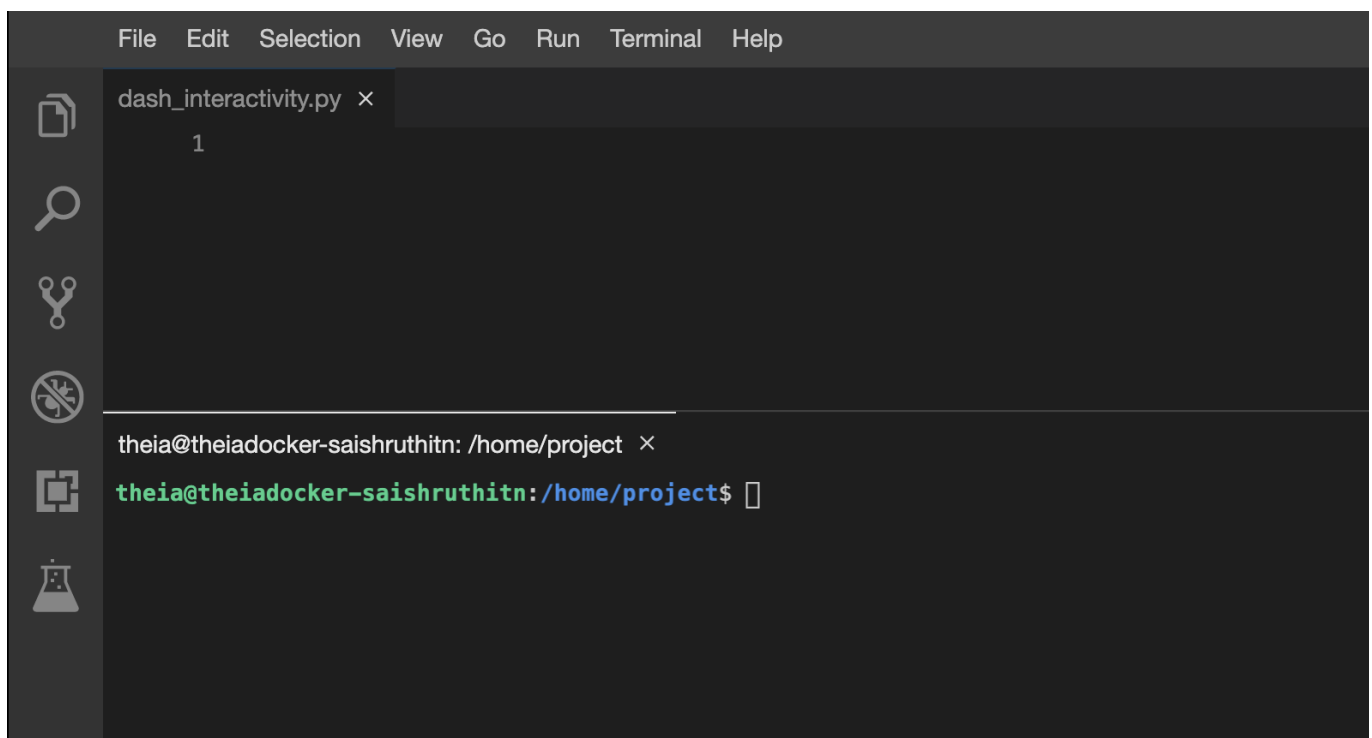 File Edit Selection View Go Run Terminal Help
dash_interactivity.py ×
1
theia@theiadocker-saishruthitn: /home/project ×
theia@theiadocker-saishruthitn:/home/project$